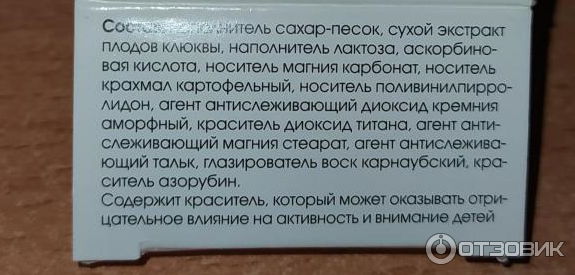 Состав: наполнитель сахар-песок, сухой экстракт
плодов клюквы, наполнитель лактоза, аскорбино-
вая кислота, носитель магния карбонат, носитель
крахмал картофельный, носитель поливинилпирро-
лидон, агент антислеживающий диоксид кремния
аморфный, краситель диоксид титана, агент анти-
слеживающий магния стеарат, агент антислежива-
ющий тальк, глазирователь воск карнаубский, кра-
ситель азорубин.
Содержит краситель, который может оказывать отри-
цательное влияние на активность и внимание детей
ОТЗОВИК